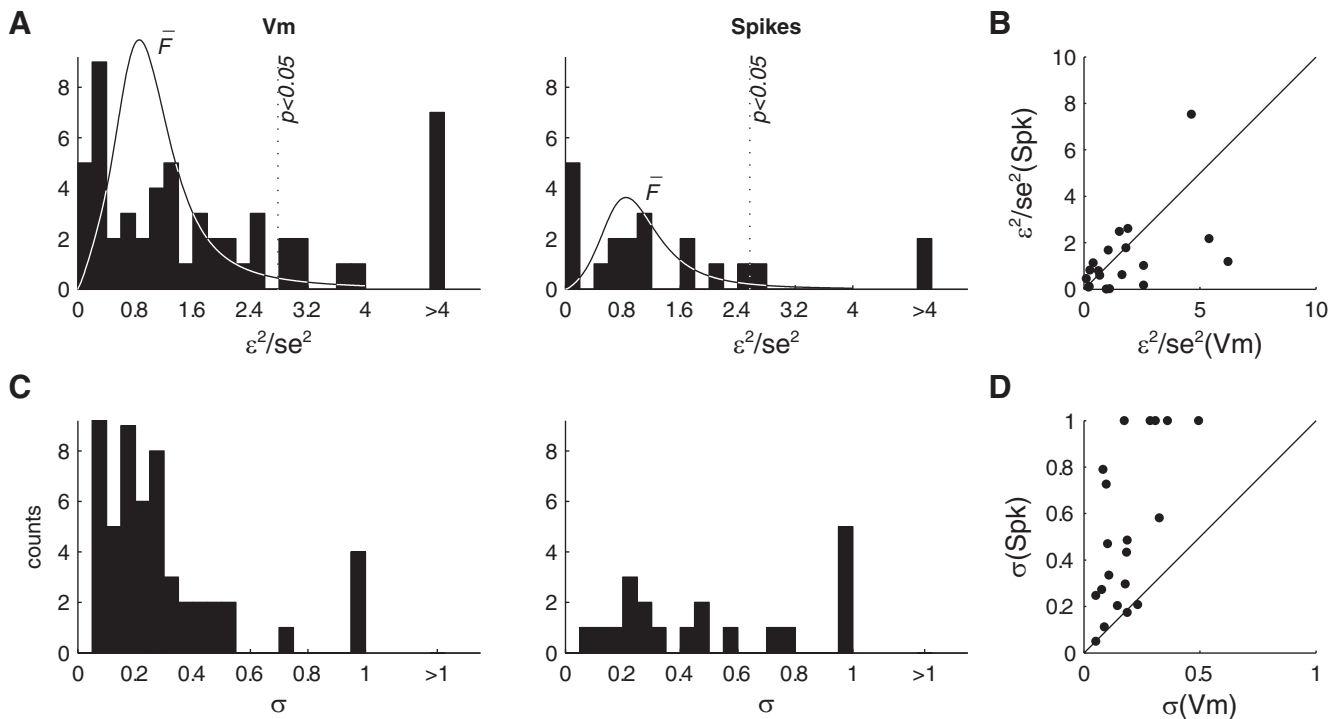 A
Vm
F̄
p<0.05
8
6
4
2
0
0 0.8 1.6 2.4 3.2 4 >4
ε²/se²
Spikes
F̄
p<0.05
8
6
4
2
0
0 0.8 1.6 2.4 3.2 4 >4
ε²/se²
B
ε²/se²(Spk)
10
8
6
4
2
0
0 5 10
ε²/se²(Vm)
C
counts
8
6
4
2
0
0 0.2 0.4 0.6 0.8 1 >1
σ
8
6
4
2
0
0 0.2 0.4 0.6 0.8 1 >1
σ
D
σ(Spk)
1
0.8
0.6
0.4
0.2
0
0 0.5 1
σ(Vm)